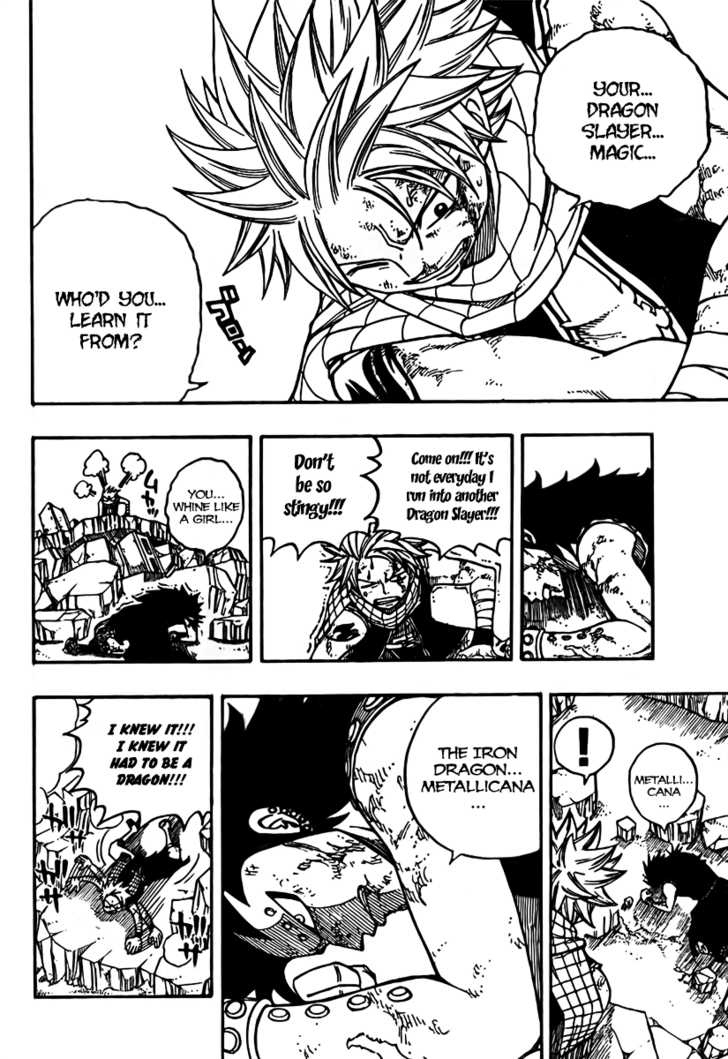 YOUR...
DRAGON
SLAYER...
MAGIC...
WHO'D YOU...
LEARN IT
FROM?
ジロ
Come on!!! It's
not everyday I
run into another
Dragon Slayer!!!
Don't
be so
stingy!!!
YOU...
WHINE LIKE
A GIRL...
METALLI...
CANA
!
THE IRON
DRAGON...
METALLICANA
...
I KNEW IT!!!
I KNEW IT
HAD TO BE A
DRAGON!!!